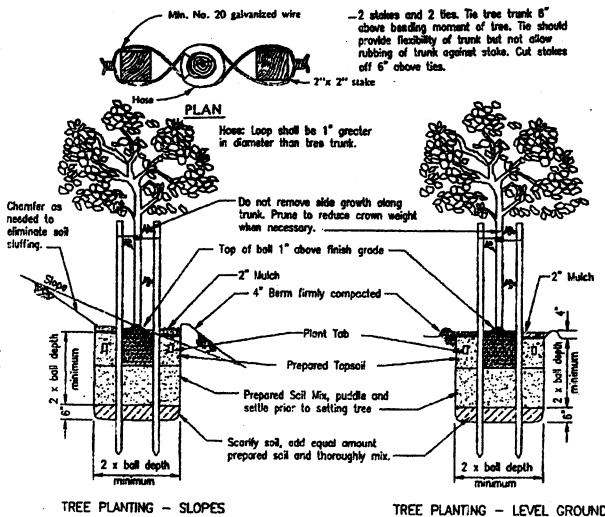 Min. No. 20 galvanized wire
2 stakes and 2 ties. Tie tree trunk 6"
above bending moment of tree. Tie should
provide flexibility of trunk but not allow
rubbing of trunk against stake. Cut stakes
off 6" above ties.
2"x 2" stake
Hose
PLAN
Hose: Loop shall be 1" greater
in diameter than tree trunk.
Chamfer as
needed to
eliminate soil
sluffing.
Do not remove side growth along
trunk. Prune to reduce crown weight
when necessary.
Top of ball 1" above finish grade
Slope
2" Mulch
2" Mulch
4" Berm firmly compacted
4"
Plant Tab
Prepared Topsoil
2 x ball depth
minimum
2 x ball depth
minimum
Prepared Soil Mix, puddle and
settle prior to setting tree
6"
6"
Scarify soil, add equal amount
prepared soil and thoroughly mix.
2 x ball depth
minimum
2 x ball depth
minimum
TREE PLANTING - SLOPES
TREE PLANTING - LEVEL GROUND